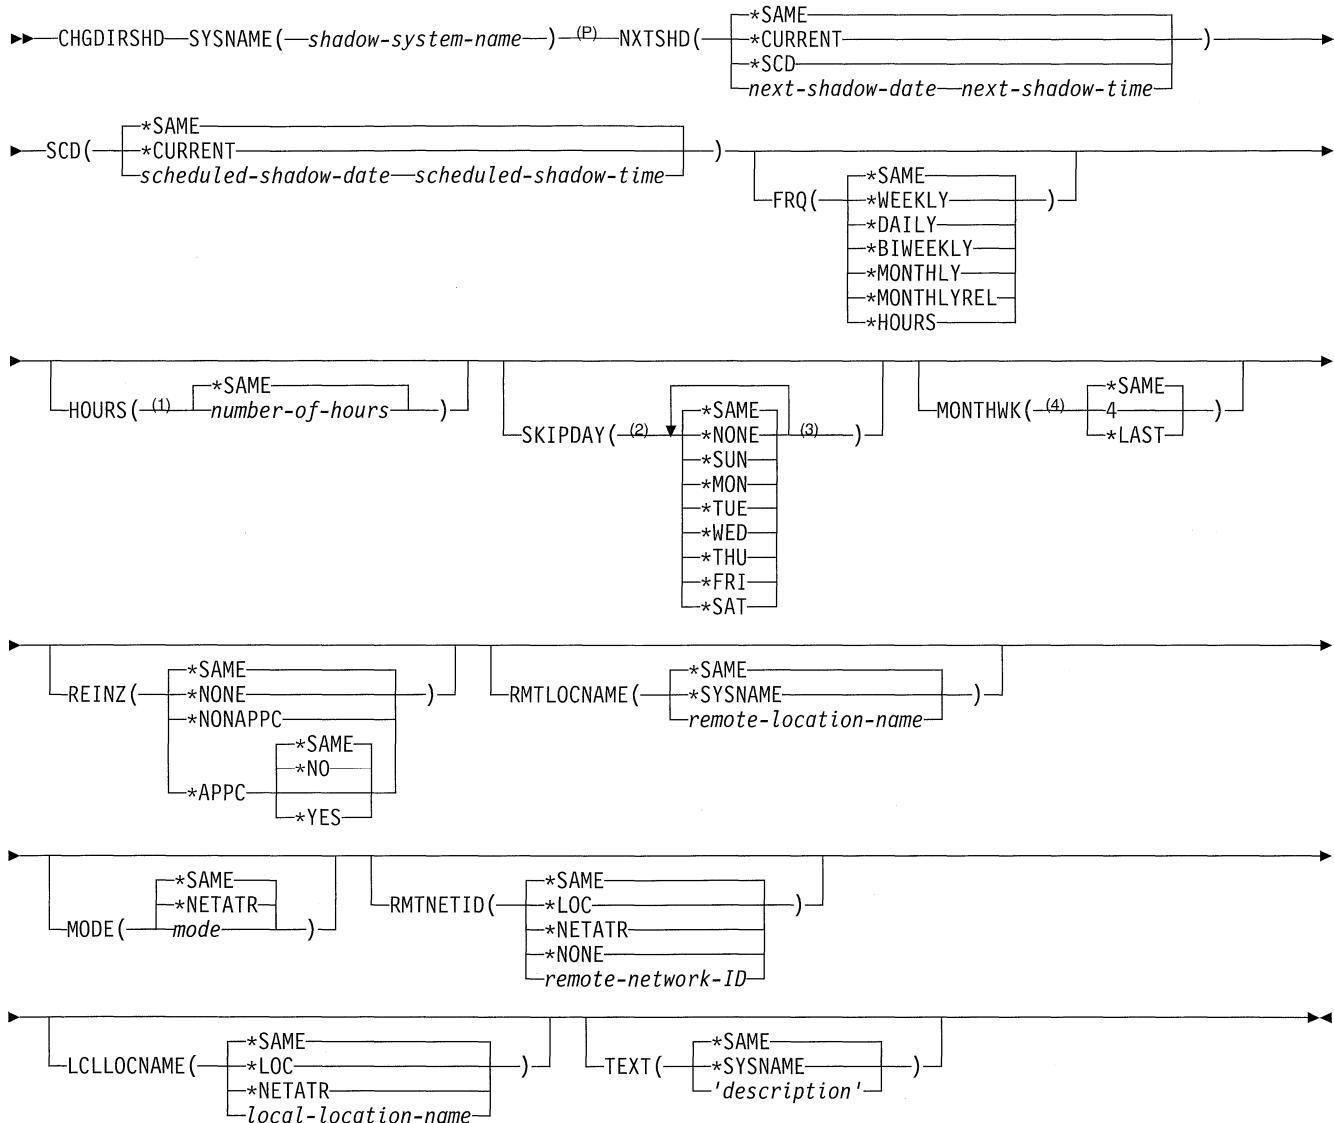 CHGDIRSHD SYSNAME( shadow-system-name ) (P) NXTSHD( *SAME )
*CURRENT
*SCD
next-shadow-date next-shadow-time
SCD( *SAME )
*CURRENT
scheduled-shadow-date scheduled-shadow-time
FRQ( *SAME )
*WEEKLY
*DAILY
*BIWEEKLY
*MONTHLY
*MONTHLYREL
*HOURS
HOURS( (1) *SAME )
number-of-hours
SKIPDAY( (2) *SAME (3) )
*NONE
*SUN
*MON
*TUE
*WED
*THU
*FRI
*SAT
MONTHWK( (4) *SAME )
4
*LAST
REINZ( *SAME )
*NONE
*NONAPPC
*APPC *SAME
*NO
*YES
RMTLOCNAME( *SAME )
*SYSNAME
remote-location-name
MODE( *SAME )
*NETATR
mode
RMTNETID( *SAME )
*LOC
*NETATR
*NONE
remote-network-ID
LCLLOCNAME( *SAME )
*LOC
*NETATR
local-location-name
TEXT( *SAME )
*SYSNAME
'description'